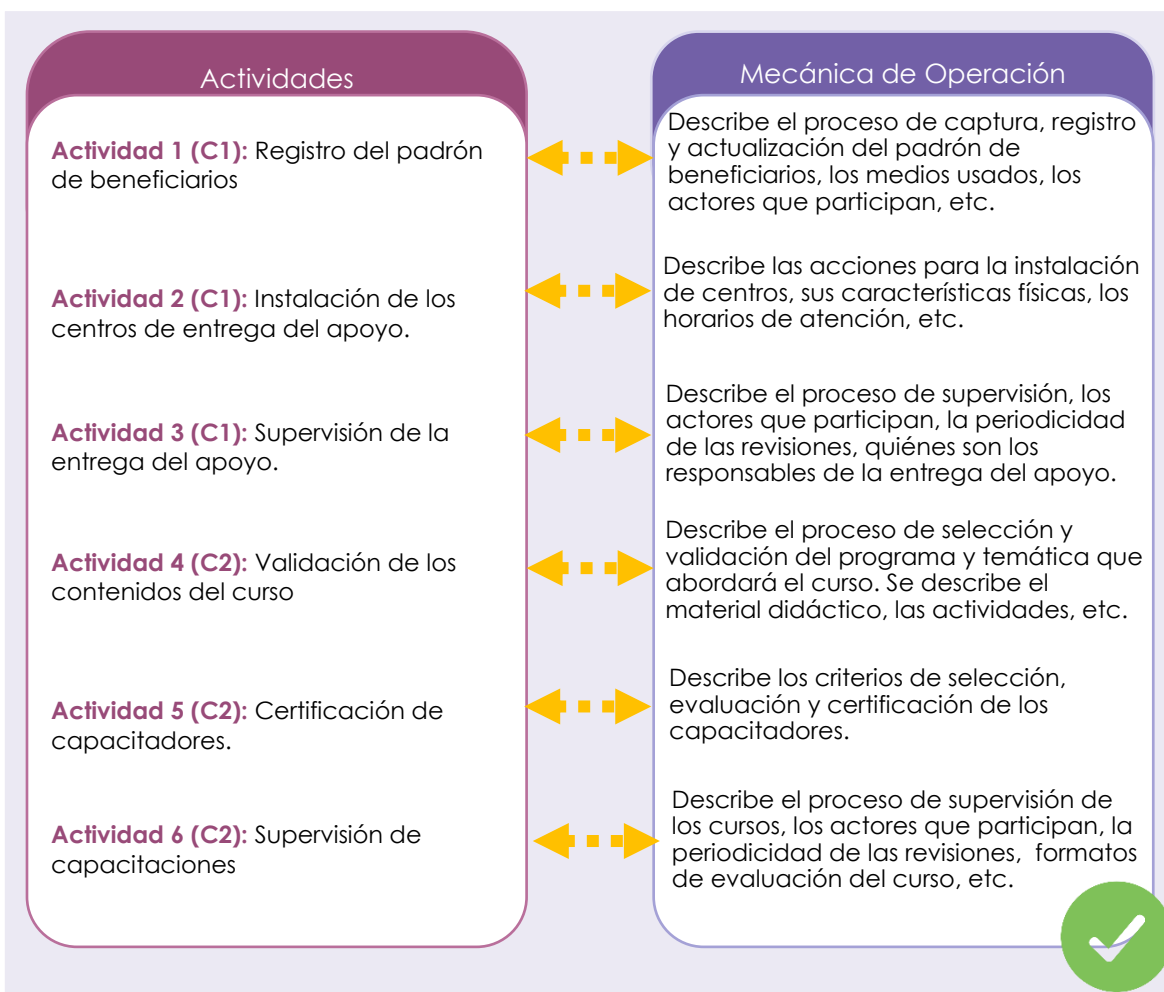 Actividades
Actividad 1 (C1): Registro del padrón
de beneficiarios
Actividad 2 (C1): Instalación de los
centros de entrega del apoyo.
Actividad 3 (C1): Supervisión de la
entrega del apoyo.
Actividad 4 (C2): Validación de los
contenidos del curso
Actividad 5 (C2): Certificación de
capacitadores.
Actividad 6 (C2): Supervisión de
capacitaciones
Mecánica de Operación
Describe el proceso de captura, registro
y actualización del padrón de
beneficiarios, los medios usados, los
actores que participan, etc.
Describe las acciones para la instalación
de centros, sus características físicas, los
horarios de atención, etc.
Describe el proceso de supervisión, los
actores que participan, la periodicidad
de las revisiones, quiénes son los
responsables de la entrega del apoyo.
Describe el proceso de selección y
validación del programa y temática que
abordará el curso. Se describe el
material didáctico, las actividades, etc.
Describe los criterios de selección,
evaluación y certificación de los
capacitadores.
Describe el proceso de supervisión de
los cursos, los actores que participan, la
periodicidad de las revisiones,  formatos
de evaluación del curso, etc.